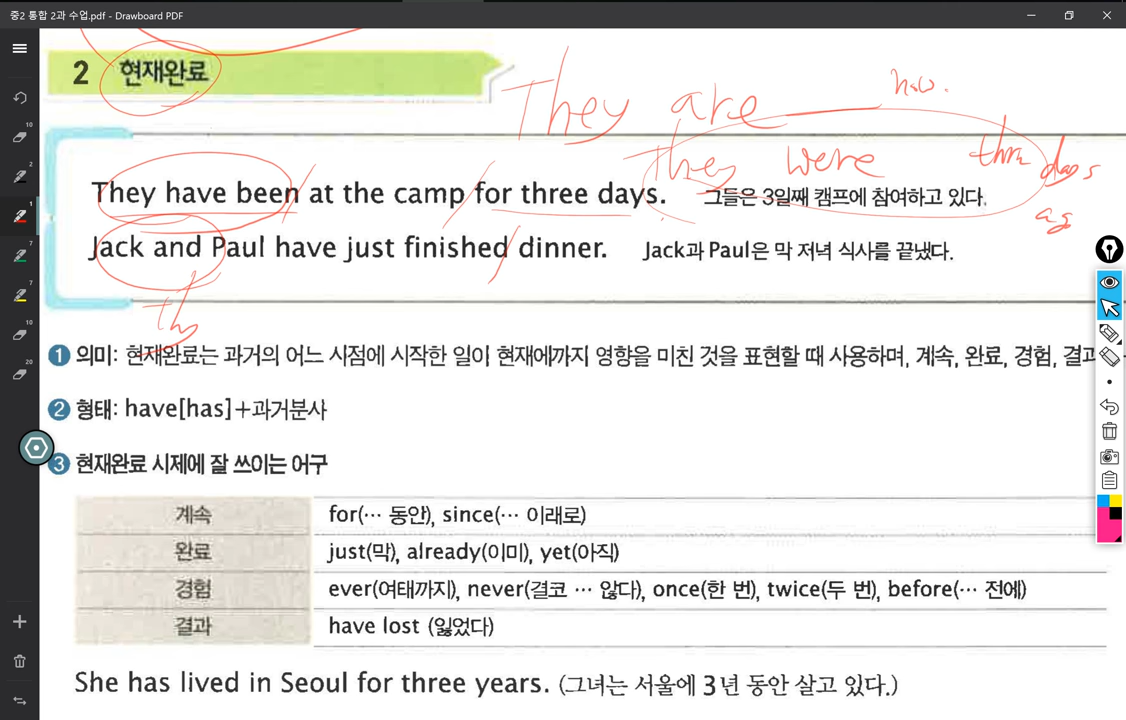 중2 통합 2과 수업.pdf - Drawboard PDF
2 현재완료
now.
They are
They were three days
They have been at the camp for three days. 그들은 3일째 캠프에 참여하고 있다.
ag
Jack and Paul have just finished dinner. Jack과 Paul은 막 저녁 식사를 끝냈다.
1 의미: 현재완료는 과거의 어느 시점에 시작한 일이 현재에까지 영향을 미친 것을 표현할 때 사용하며, 계속, 완료, 경험, 결과
2 형태: have[has]+과거분사
3 현재완료 시제에 잘 쓰이는 어구
계속 for(… 동안), since(… 이래로)
완료 just(막), already(이미), yet(아직)
경험 ever(여태까지), never(결코 … 않다), once(한 번), twice(두 번), before(… 전에)
결과 have lost (잃었다)
She has lived in Seoul for three years. (그녀는 서울에 3년 동안 살고 있다.)
10
2
1
7
7
10
20